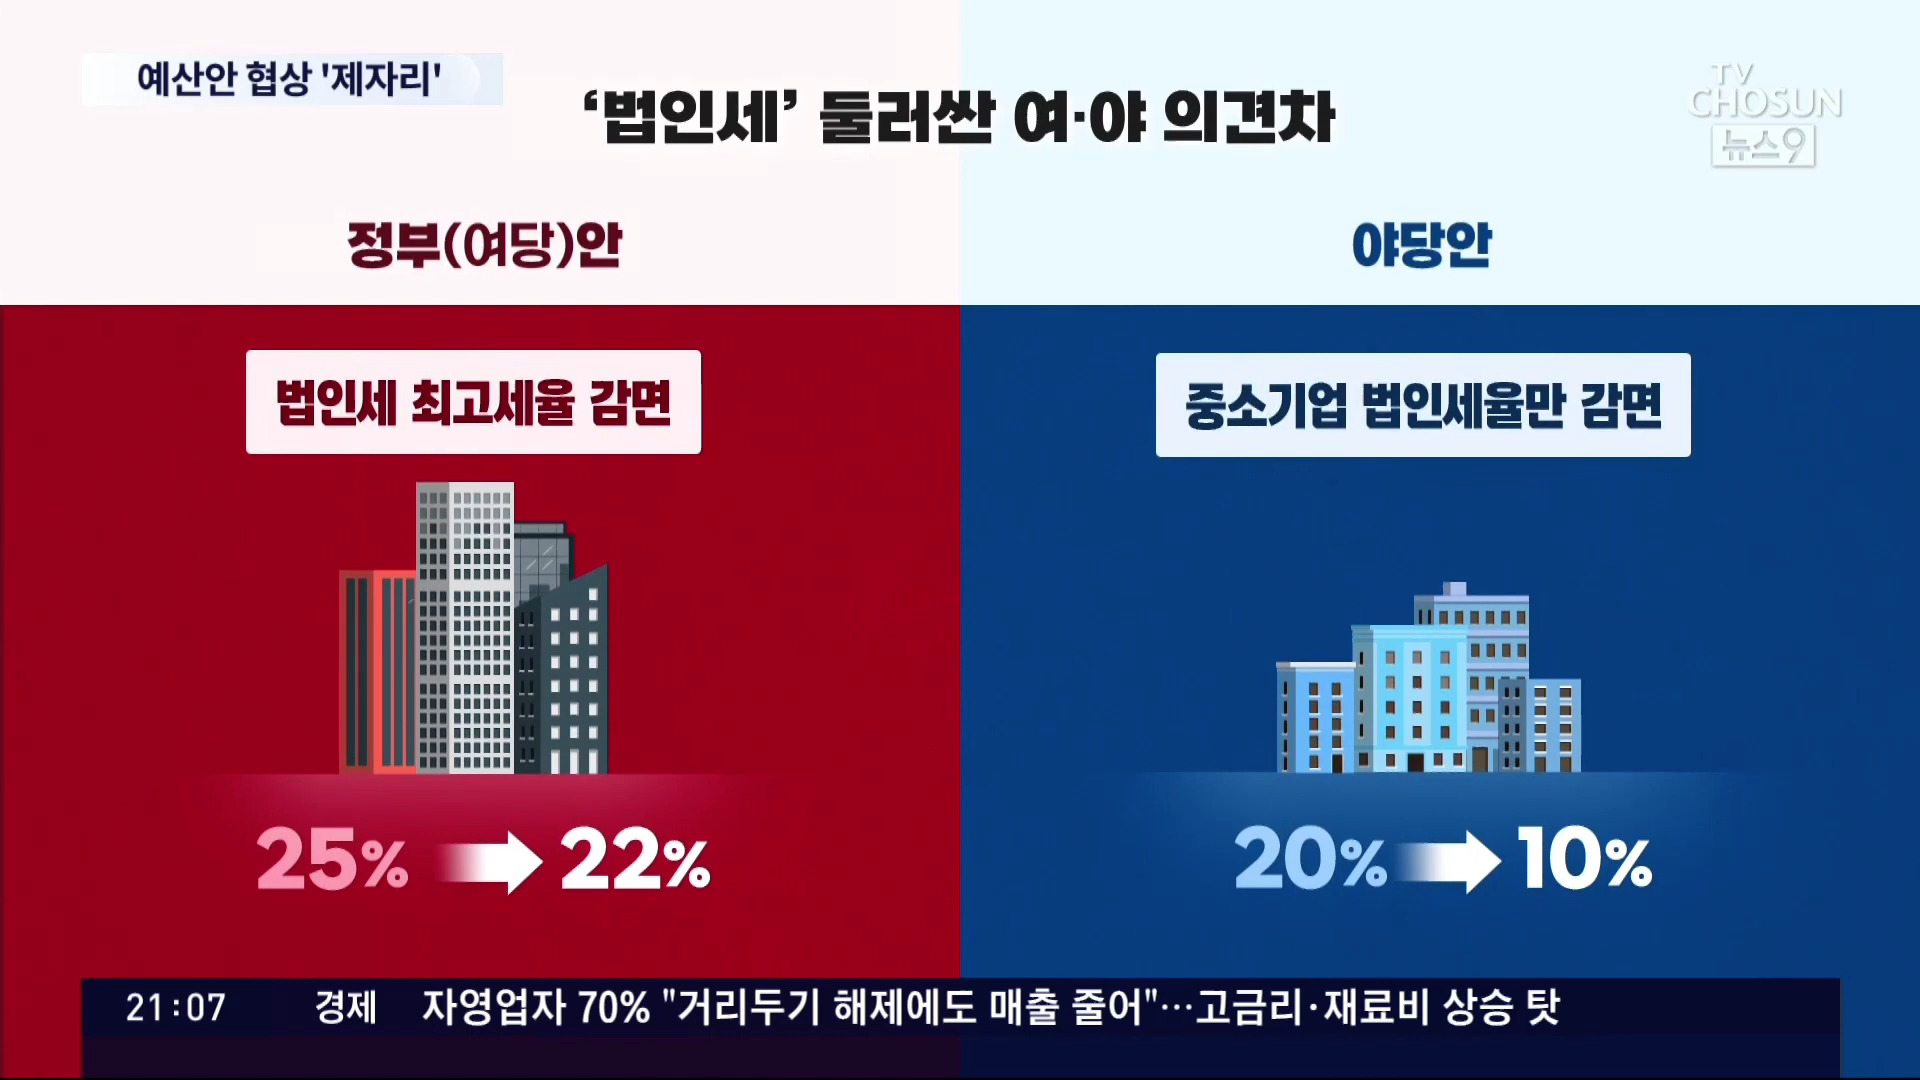 예산안 협상 '제자리'
‘법인세’ 둘러싼 여·야 의견차
TV
CHOSUN
뉴스9
정부(여당)안
야당안
법인세 최고세율 감면
중소기업 법인세율만 감면
25% 22%
20% 10%
21:07 경제 자영업자 70% "거리두기 해제에도 매출 줄어"…고금리·재료비 상승 탓